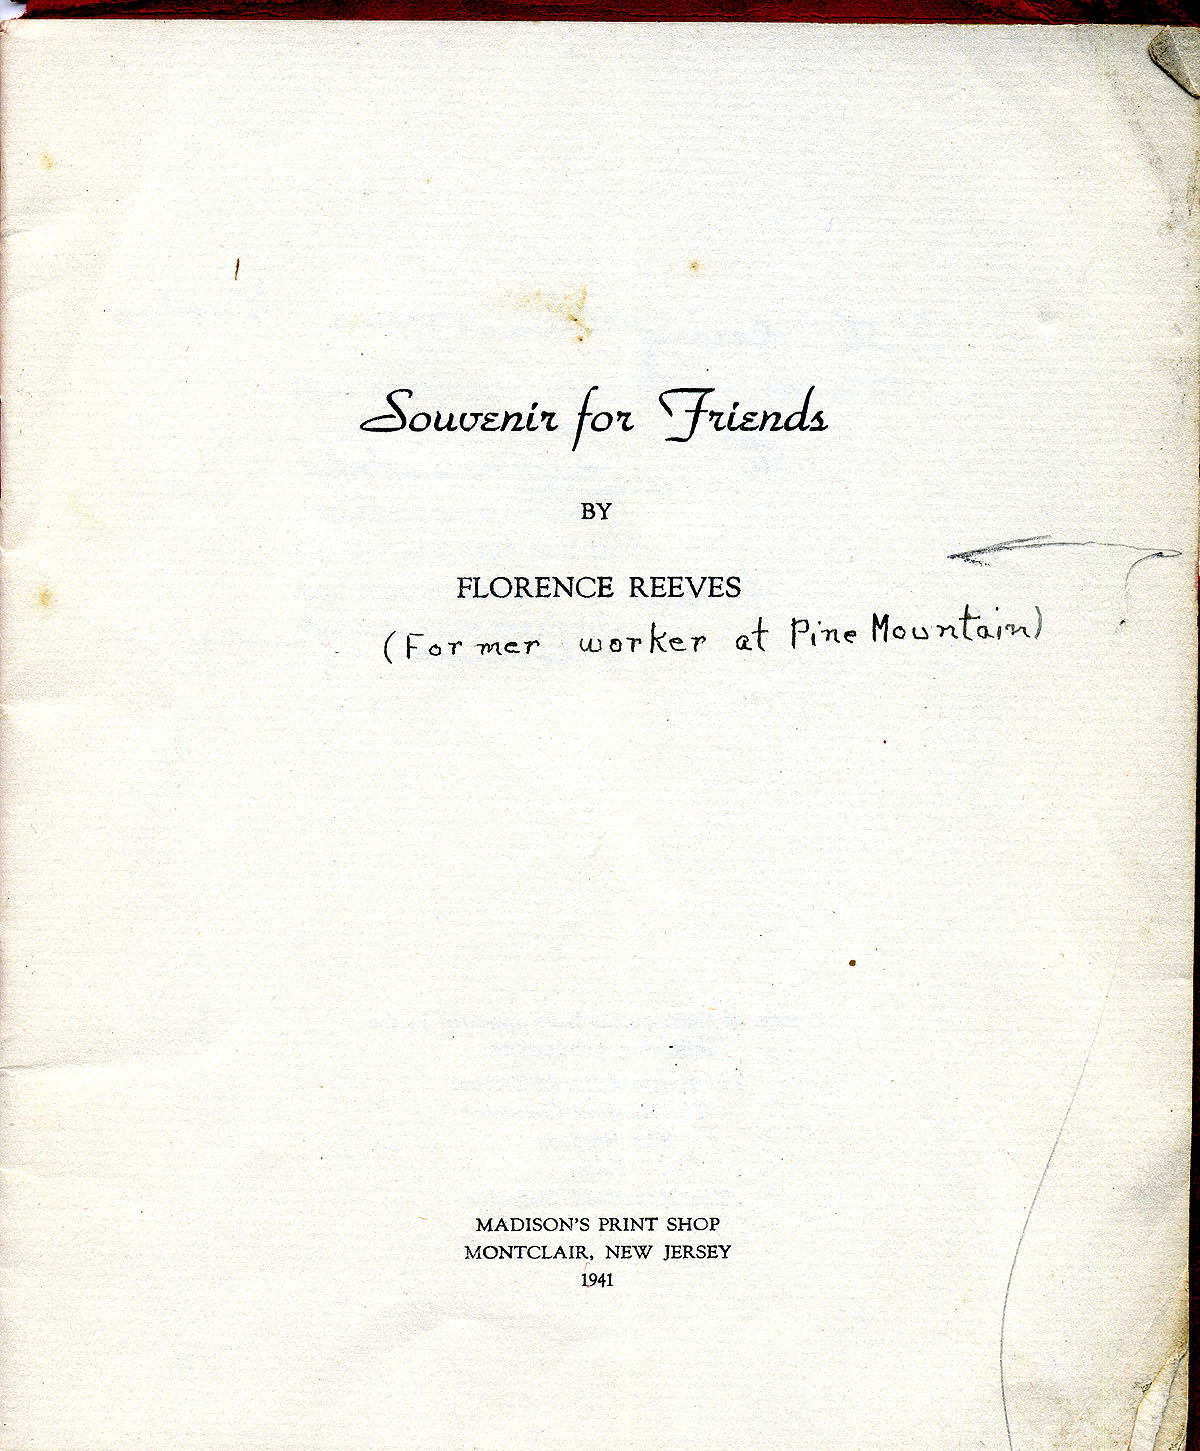 Souvenir for Friends
BY
FLORENCE REEVES
(Former worker at Pine Mountain)
MADISON'S PRINT SHOP
MONTCLAIR, NEW JERSEY
1941